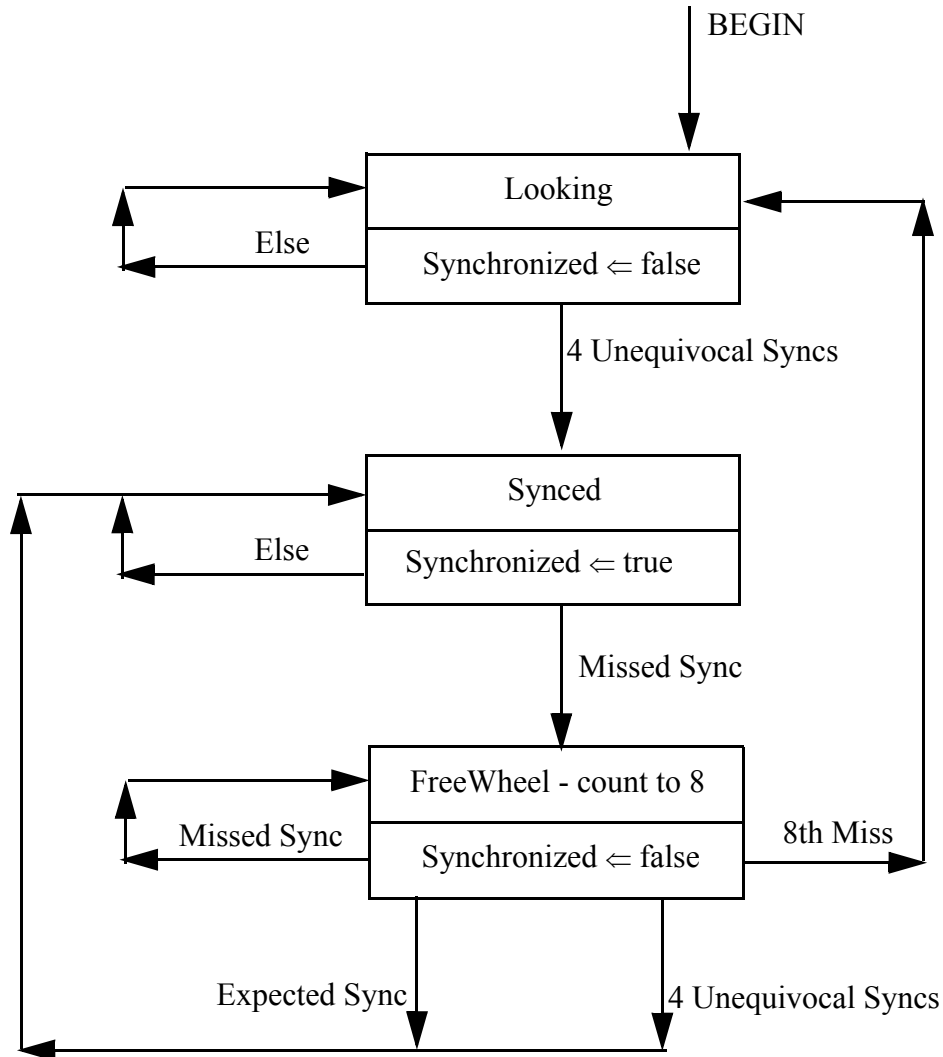 BEGIN
Looking
Else
Synchronized ⇐ false
4 Unequivocal Syncs
Synced
Else
Synchronized ⇐ true
Missed Sync
FreeWheel - count to 8
Missed Sync
Synchronized ⇐ false
8th Miss
Expected Sync
4 Unequivocal Syncs